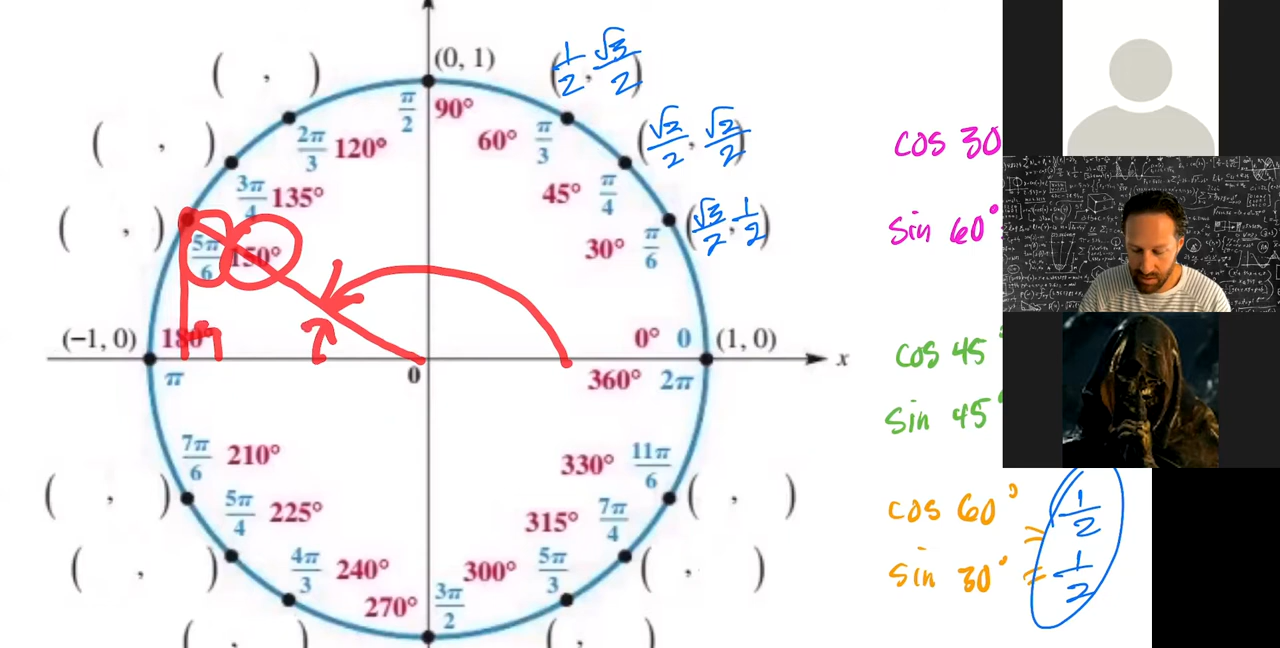 (0, 1)
( 1/2 , √3/2 )
( , )
π/2 90°
60° π/3
2π/3 120°
( √2/2 , √2/2 )
( , )
cos 30
3π/4 135°
45° π/4
( √3/2 , 1/2 )
( , )
sin 60°
5π/6 150°
30° π/6
(−1, 0) 180°
0° 0 (1, 0)
x
cos 45°
π
0
360° 2π
sin 45°
7π/6 210°
330° 11π/6
( , )
( , )
5π/4 225°
315° 7π/4
cos 60° = 1/2
( , )
4π/3 240°
300° 5π/3
( , )
sin 30° = 1/2
270° 3π/2
( , )
( , )